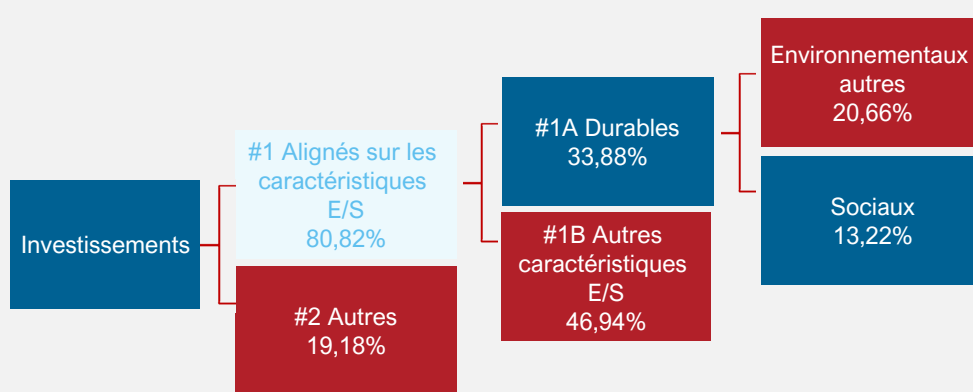 Investissements
#1 Alignés sur les
caractéristiques
E/S
80,82%
#2 Autres
19,18%
#1A Durables
33,88%
#1B Autres
caractéristiques
E/S
46,94%
Environnementaux
autres
20,66%
Sociaux
13,22%